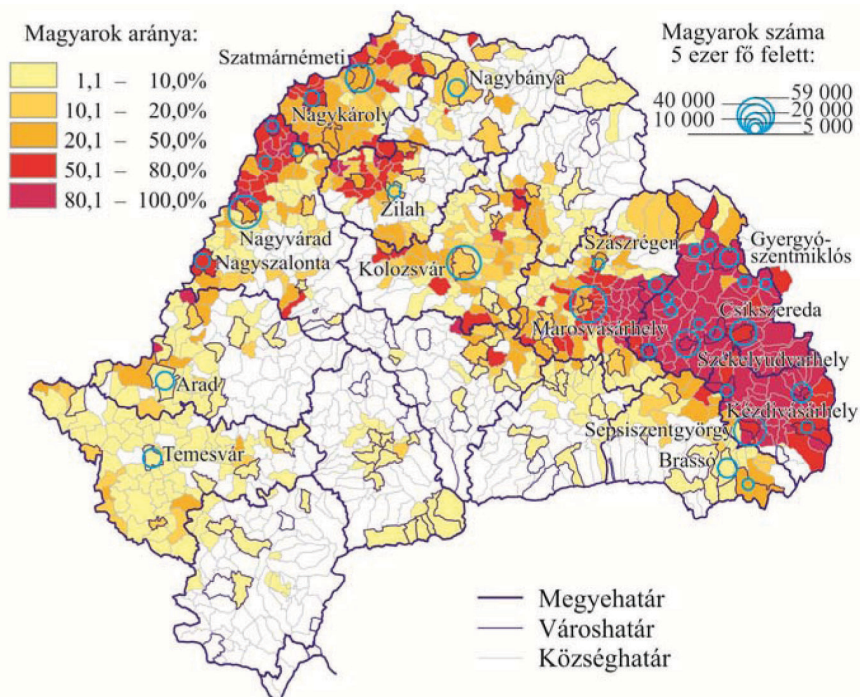 Magyarok aránya:
1,1 – 10,0%
10,1 – 20,0%
20,1 – 50,0%
50,1 – 80,0%
80,1 – 100,0%
Magyarok száma
5 ezer fő felett:
40 000
10 000
59 000
20 000
5 000
Szatmárnémeti
Nagybánya
Nagykároly
Zilah
Nagyvárad
Nagyszalonta
Kolozsvár
Szászrégen
Gyergyó-
szentmiklós
Marosvásárhely
Csíkszereda
Székelyudvarhely
Arad
Kézdivásárhely
Sepsiszentgyörgy
Temesvár
Brassó
Megyehatár
Városhatár
Községhatár